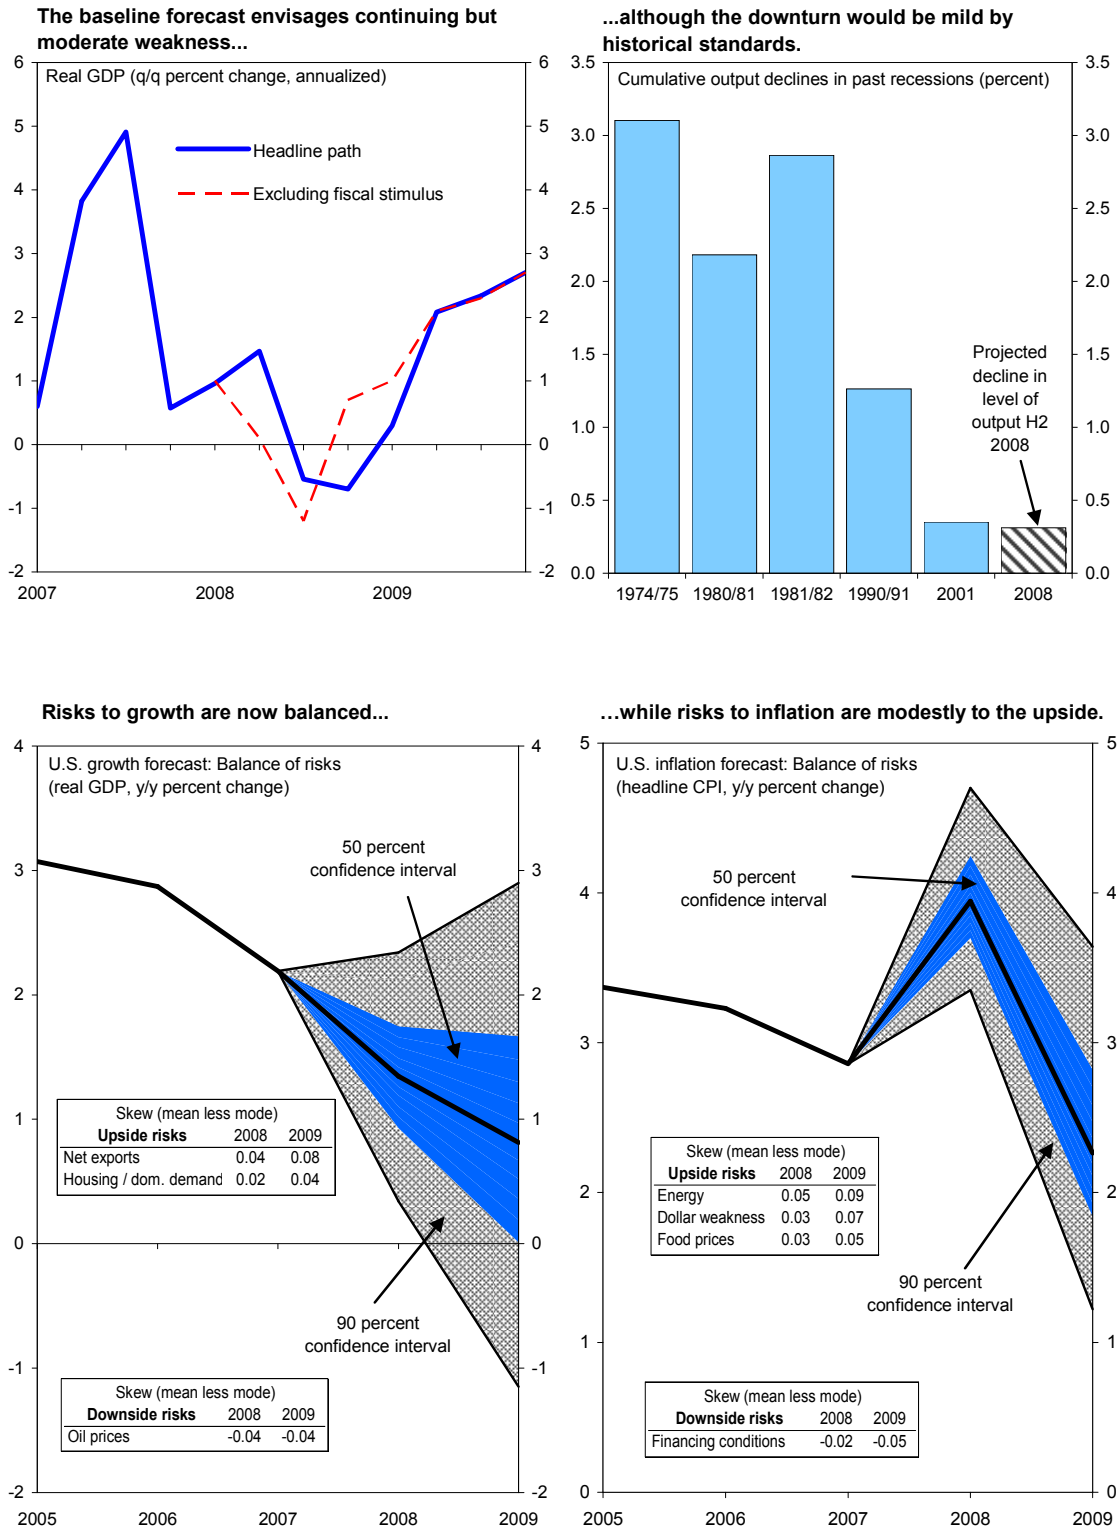 The baseline forecast envisages continuing but
moderate weakness...
Real GDP (q/q percent change, annualized)
Headline path
Excluding fiscal stimulus
6
5
4
3
2
1
0
-1
-2
6
5
4
3
2
1
0
-1
-2
2007 2008 2009
...although the downturn would be mild by
historical standards.
Cumulative output declines in past recessions (percent)
3.5
3.0
2.5
2.0
1.5
1.0
0.5
0.0
3.5
3.0
2.5
2.0
1.5
1.0
0.5
0.0
Projected
decline in
level of
output H2
2008
1974/75 1980/81 1981/82 1990/91 2001 2008
Risks to growth are now balanced...
U.S. growth forecast: Balance of risks
(real GDP, y/y percent change)
4
3
2
1
0
-1
-2
4
3
2
1
0
-1
-2
50 percent
confidence interval
Skew (mean less mode)
Upside risks 2008 2009
Net exports 0.04 0.08
Housing / dom. demand 0.02 0.04
90 percent
confidence interval
Skew (mean less mode)
Downside risks 2008 2009
Oil prices -0.04 -0.04
2005 2006 2007 2008 2009
...while risks to inflation are modestly to the upside.
U.S. inflation forecast: Balance of risks
(headline CPI, y/y percent change)
5
4
3
2
1
0
5
4
3
2
1
0
50 percent
confidence interval
Skew (mean less mode)
Upside risks 2008 2009
Energy 0.05 0.09
Dollar weakness 0.03 0.07
Food prices 0.03 0.05
90 percent
confidence interval
Skew (mean less mode)
Downside risks 2008 2009
Financing conditions -0.02 -0.05
2005 2006 2007 2008 2009